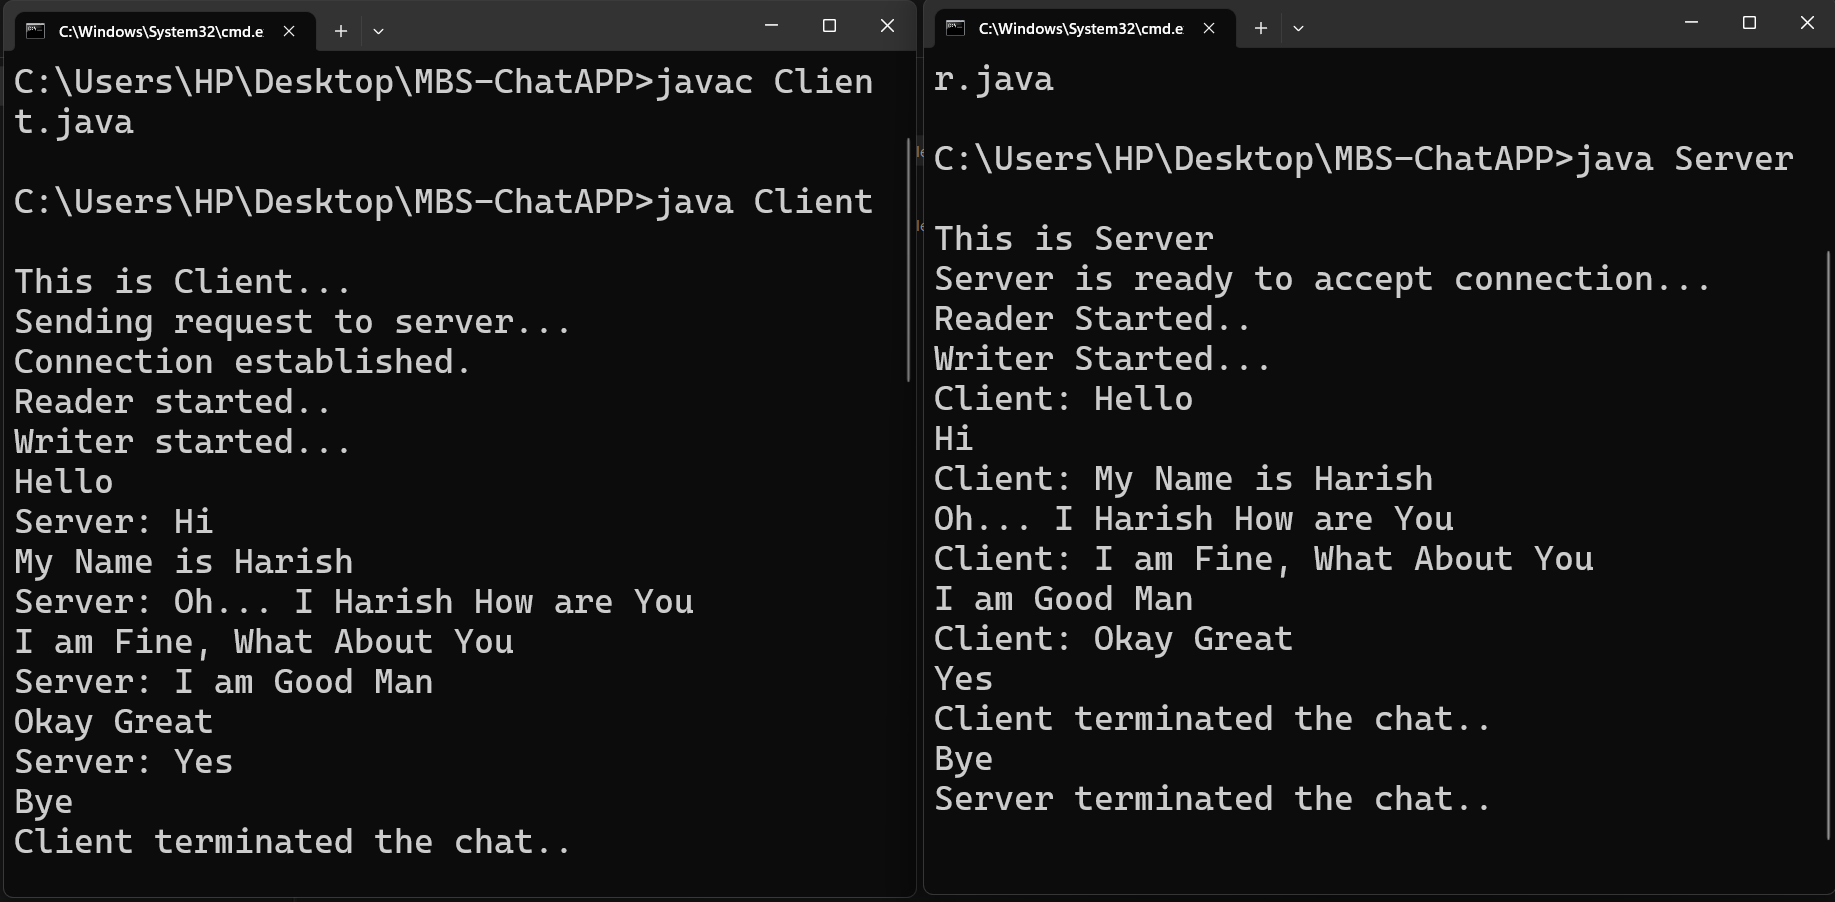 C:\Windows\System32\cmd.e
C:\Users\HP\Desktop\MBS-ChatAPP>javac Clien
t.java
C:\Users\HP\Desktop\MBS-ChatAPP>java Client
This is Client...
Sending request to server...
Connection established.
Reader started..
Writer started...
Hello
Server: Hi
My Name is Harish
Server: Oh... I Harish How are You
I am Fine, What About You
Server: I am Good Man
Okay Great
Server: Yes
Bye
Client terminated the chat..
C:\Windows\System32\cmd.e
r.java
C:\Users\HP\Desktop\MBS-ChatAPP>java Server
This is Server
Server is ready to accept connection...
Reader Started..
Writer Started...
Client: Hello
Hi
Client: My Name is Harish
Oh... I Harish How are You
Client: I am Fine, What About You
I am Good Man
Client: Okay Great
Yes
Client terminated the chat..
Bye
Server terminated the chat..